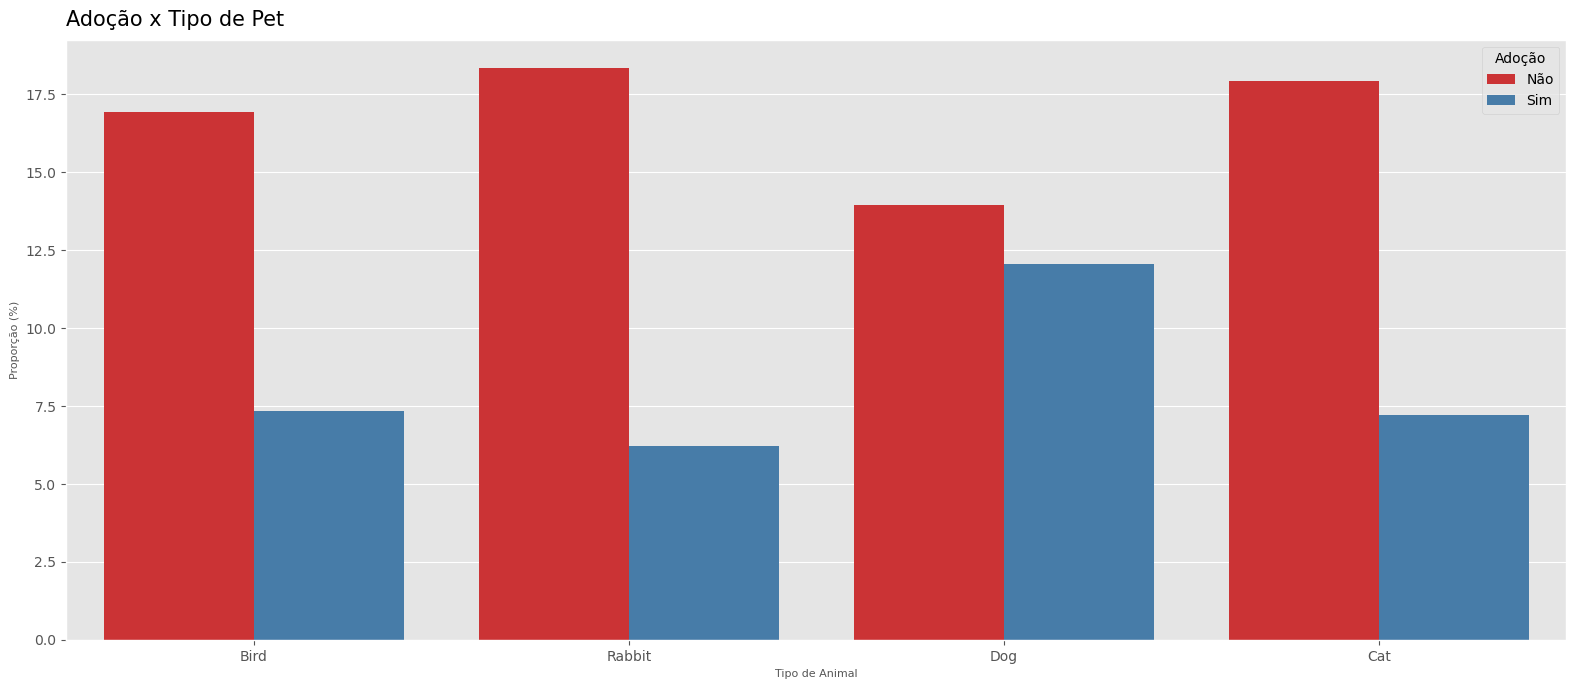 Adoção x Tipo de Pet
Adoção
Não
Sim
17.5
15.0
12.5
10.0
7.5
5.0
2.5
0.0
Proporção (%)
Bird Rabbit Dog Cat
Tipo de Animal